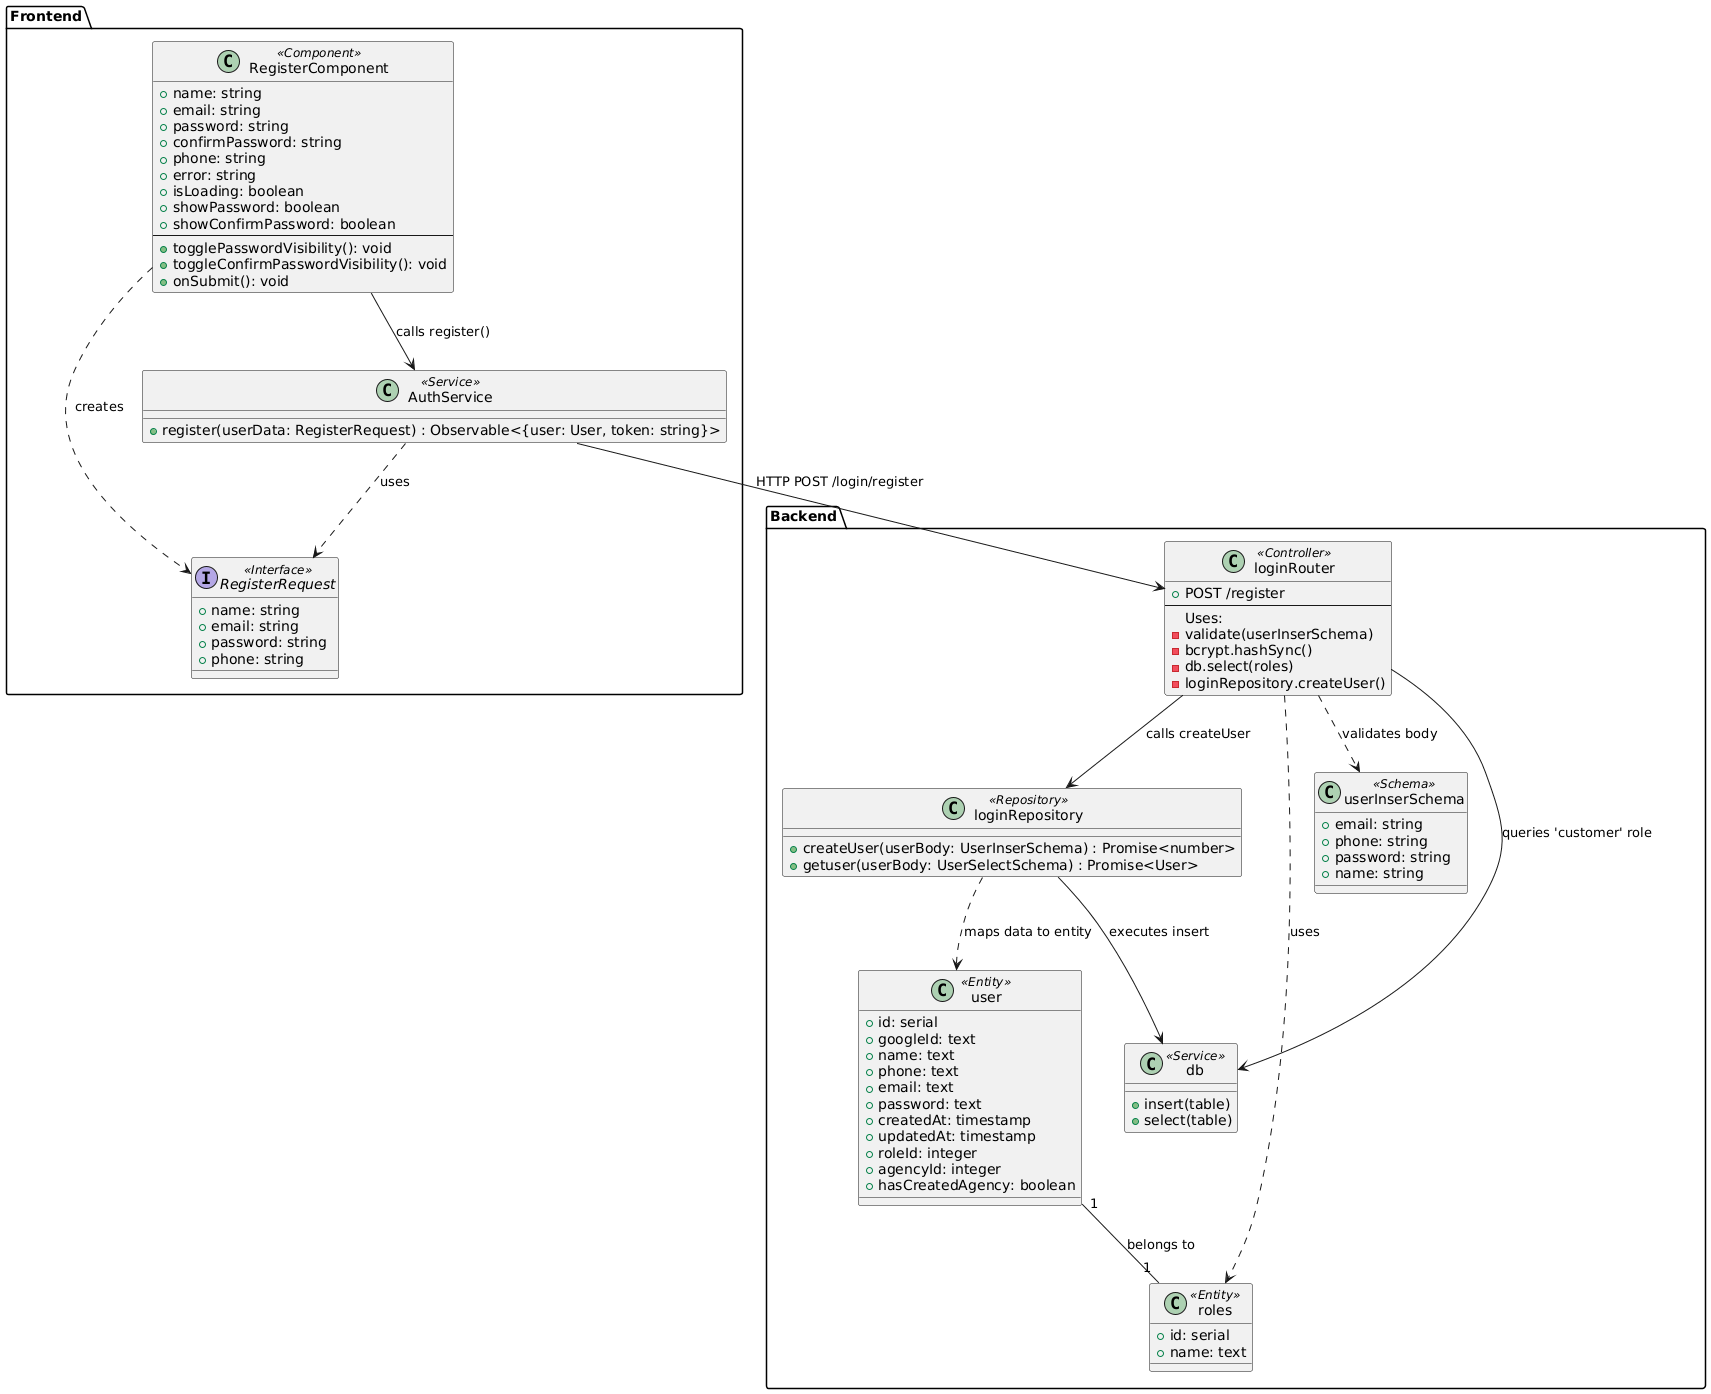 Frontend
«Component»
RegisterComponent
name: string
email: string
password: string
confirmPassword: string
phone: string
error: string
isLoading: boolean
showPassword: boolean
showConfirmPassword: boolean
togglePasswordVisibility(): void
toggleConfirmPasswordVisibility(): void
onSubmit(): void
calls register()
creates
«Service»
AuthService
register(userData: RegisterRequest) : Observable<{user: User, token: string}>
uses
HTTP POST /login/register
«Interface»
RegisterRequest
name: string
email: string
password: string
phone: string
Backend
«Controller»
loginRouter
POST /register
Uses:
validate(userInserSchema)
bcrypt.hashSync()
db.select(roles)
loginRepository.createUser()
calls createUser
validates body
«Repository»
loginRepository
createUser(userBody: UserInserSchema) : Promise<number>
getuser(userBody: UserSelectSchema) : Promise<User>
«Schema»
userInserSchema
email: string
phone: string
password: string
name: string
queries 'customer' role
maps data to entity
executes insert
uses
«Entity»
user
id: serial
googleId: text
name: text
phone: text
email: text
password: text
createdAt: timestamp
updatedAt: timestamp
roleId: integer
agencyId: integer
hasCreatedAgency: boolean
«Service»
db
insert(table)
select(table)
1
belongs to
1
«Entity»
roles
id: serial
name: text